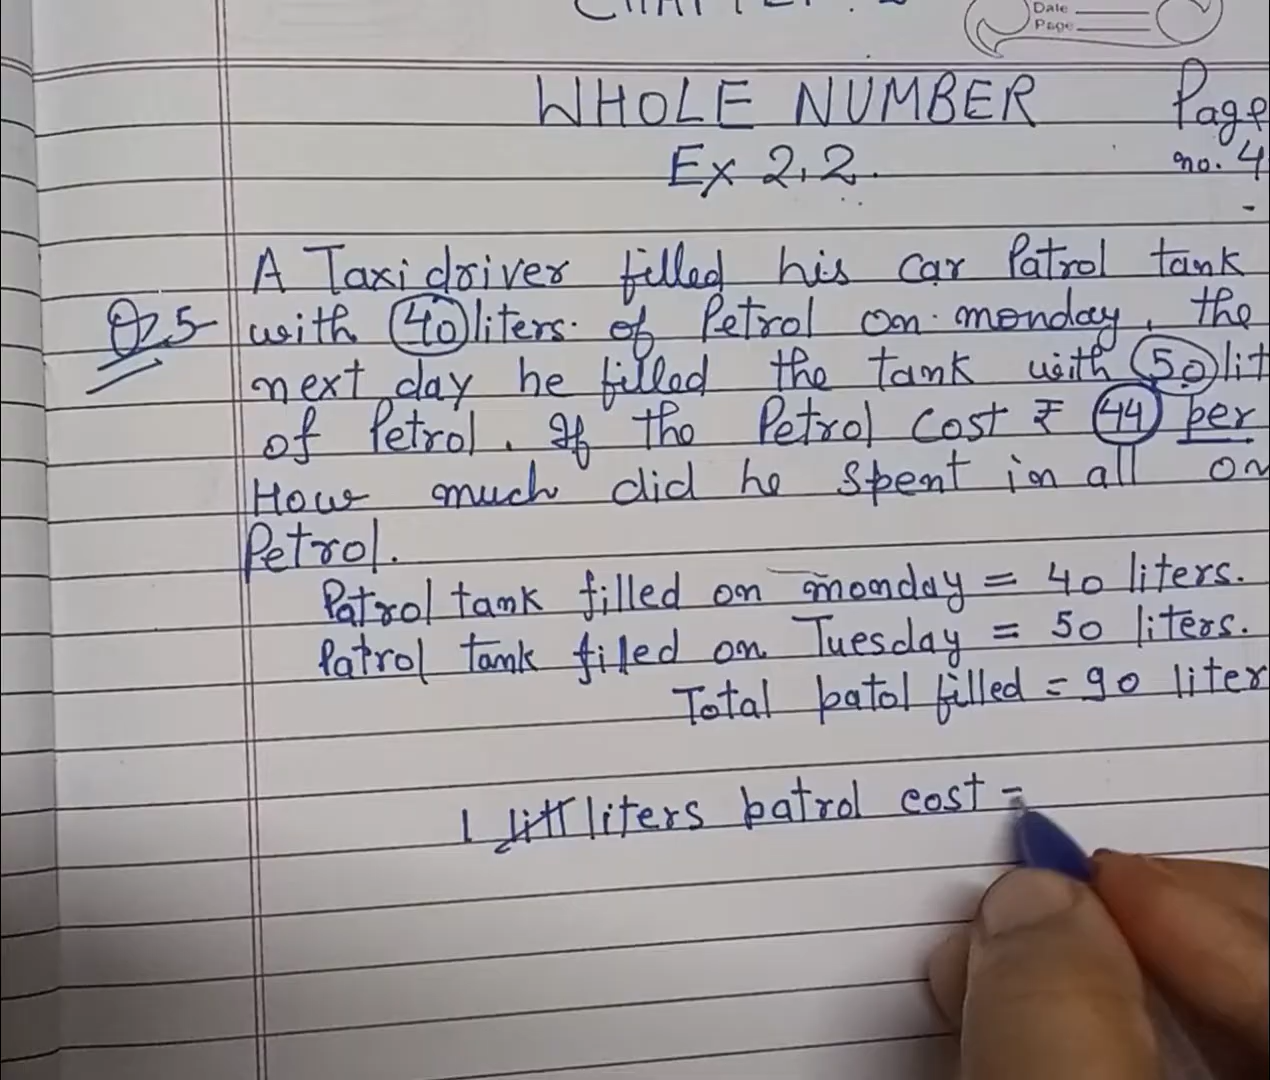 Date
Page
WHOLE NUMBER Page
Ex 2.2. no. 4
A Taxi driver filled his car Patrol tank
Q 5 with 40 liters of Petrol on monday. the
next day he filled the tank with 50 lit
of Petrol. If the Petrol cost ₹ 44 per
How much did he spent in all on
Petrol.
Patrol tank filled on monday = 40 liters.
Patrol tank filed on Tuesday = 50 liters.
Total patol filled = 90 liter
1 liters patrol cost =